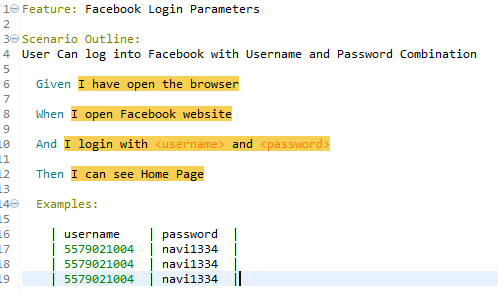 1 Feature: Facebook Login Parameters
2
3 Scenario Outline:
4 User Can log into Facebook with Username and Password Combination
5
6 Given I have open the browser
7
8 When I open Facebook website
9
10 And I login with <username> and <password>
11
12 Then I can see Home Page
13
14 Examples:
15
16 | username | password |
17 | 5579021004 | navi1334 |
18 | 5579021004 | navi1334 |
19 | 5579021004 | navi1334 |